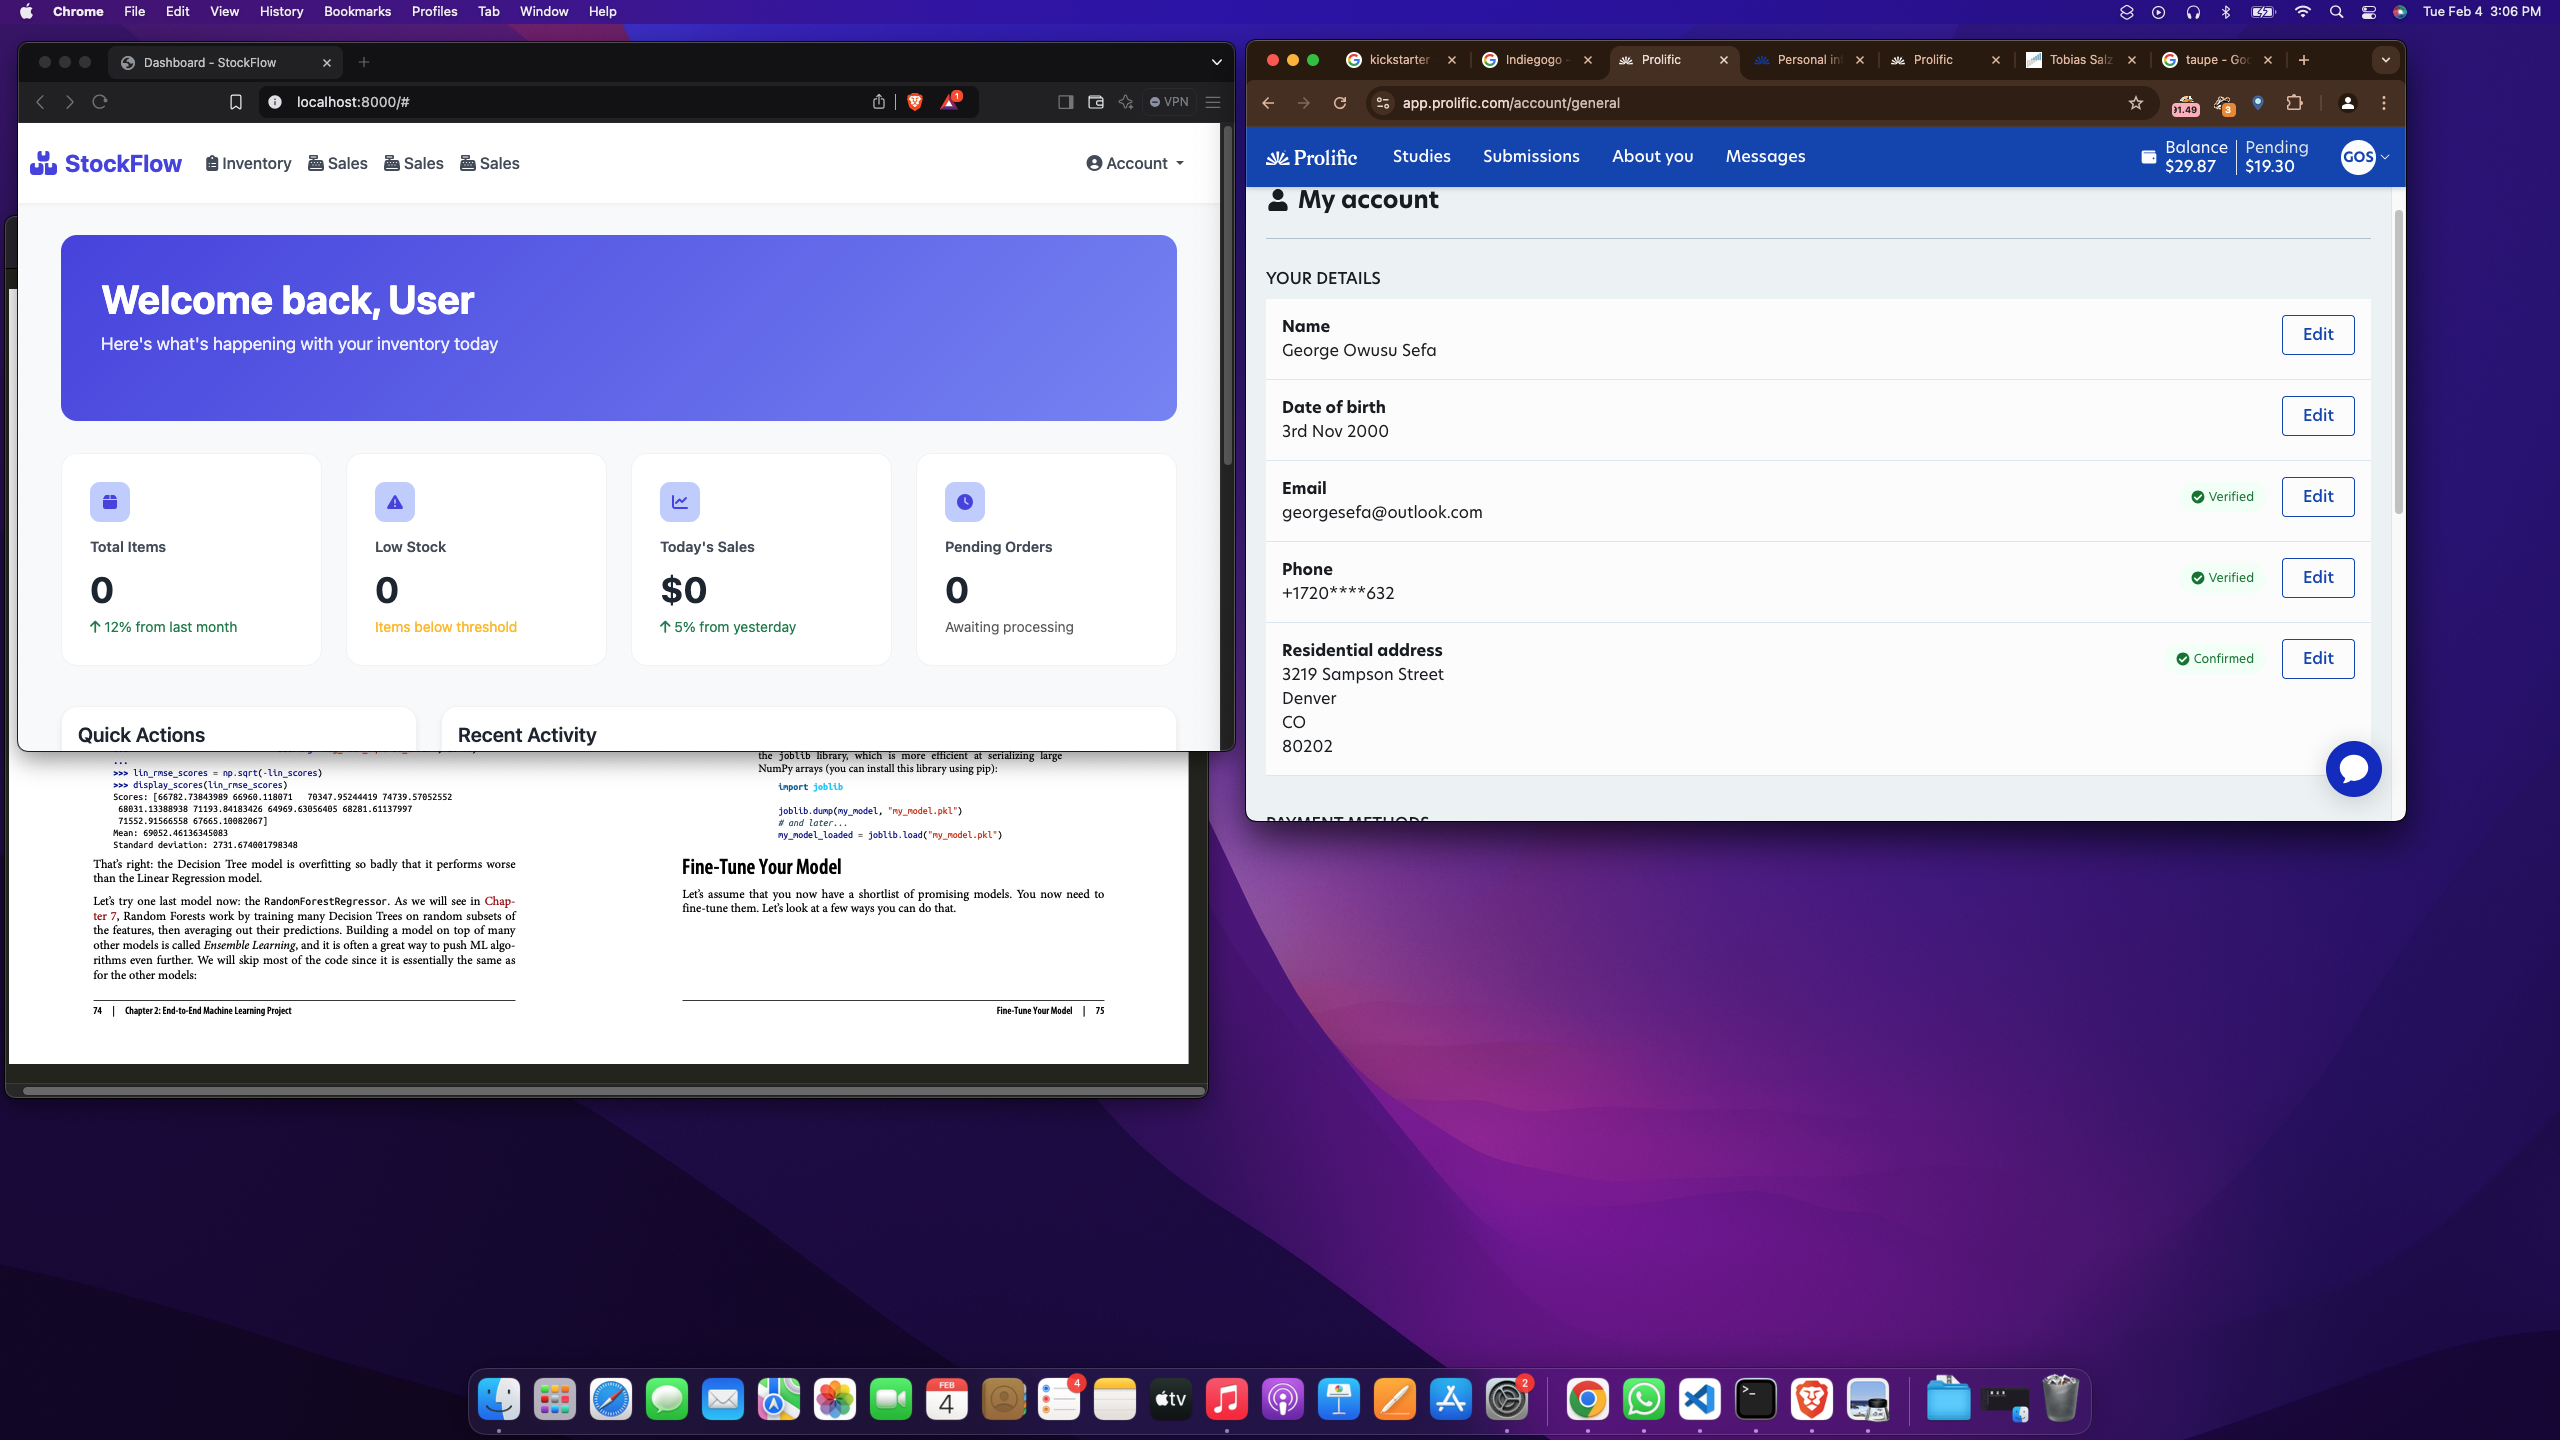 Chrome File Edit View History Bookmarks Profiles Tab Window Help
Tue Feb 4 3:06 PM
Dashboard - StockFlow
localhost:8000/#
1
VPN
StockFlow
Inventory
Sales
Sales
Sales
Account
Welcome back, User
Here's what's happening with your inventory today
Total Items
0
12% from last month
Low Stock
0
Items below threshold
Today's Sales
$0
5% from yesterday
Pending Orders
0
Awaiting processing
Quick Actions
Recent Activity
...
>>> lin_rmse_scores = np.sqrt(-lin_scores)
>>> display_scores(lin_rmse_scores)
Scores: [66782.73843989 66960.118071 70347.95244419 74739.57052552
68031.13388938 71193.84183426 64969.63056405 68281.61137997
71552.91566558 67665.10082067]
Mean: 69052.46136345083
Standard deviation: 2731.674001798348
That's right: the Decision Tree model is overfitting so badly that it performs worse
than the Linear Regression model.
Let's try one last model now: the RandomForestRegressor. As we will see in Chap-
ter 7, Random Forests work by training many Decision Trees on random subsets of
the features, then averaging out their predictions. Building a model on top of many
other models is called Ensemble Learning, and it is often a great way to push ML algo-
rithms even further. We will skip most of the code since it is essentially the same as
for the other models:
74 | Chapter 2: End-to-End Machine Learning Project
the joblib library, which is more efficient at serializing large
NumPy arrays (you can install this library using pip):
import joblib
joblib.dump(my_model, "my_model.pkl")
# and later...
my_model_loaded = joblib.load("my_model.pkl")
Fine-Tune Your Model
Let's assume that you now have a shortlist of promising models. You now need to
fine-tune them. Let's look at a few ways you can do that.
Fine-Tune Your Model | 75
kickstarter
Indiegogo -
Prolific
Personal in
Prolific
Tobias Salz
taupe - Goo
app.prolific.com/account/general
3
Prolific
Studies
Submissions
About you
Messages
Balance
$29.87
Pending
$19.30
GOS
My account
YOUR DETAILS
Name
George Owusu Sefa
Edit
Date of birth
3rd Nov 2000
Edit
Email
georgesefa@outlook.com
Verified
Edit
Phone
+1720****632
Verified
Edit
Residential address
3219 Sampson Street
Denver
CO
80202
Confirmed
Edit
PAYMENT METHODS
FEB
4
4
tv
2